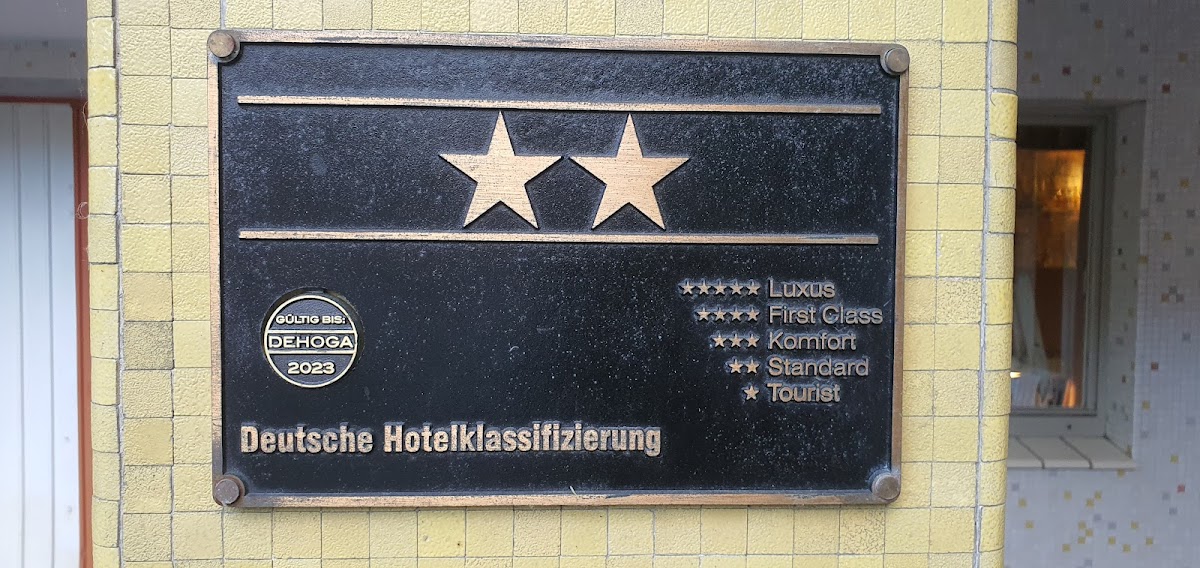 ★★
★★★★★ Luxus
★★★★ First Class
★★★ Komfort
★★ Standard
★ Tourist
GÜLTIG BIS:
DEHOGA
2023
Deutsche Hotelklassifizierung